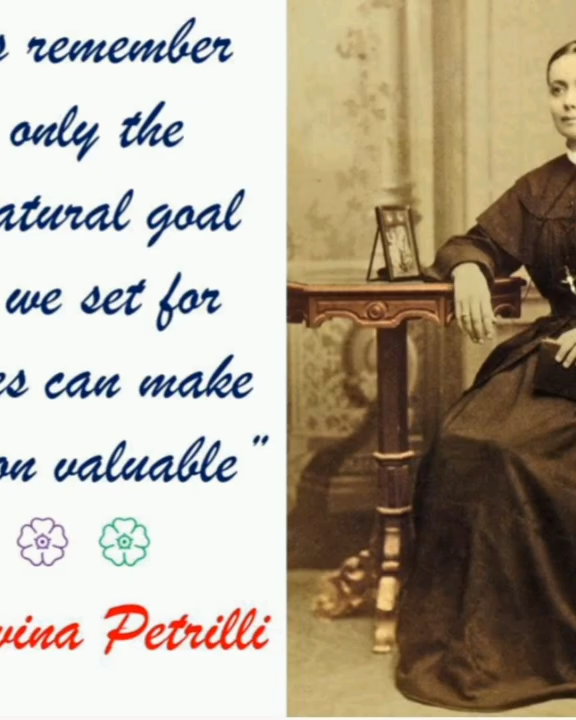 remember
only the
atural goal
we set for
es can make
on valuable”
vina Petrilli